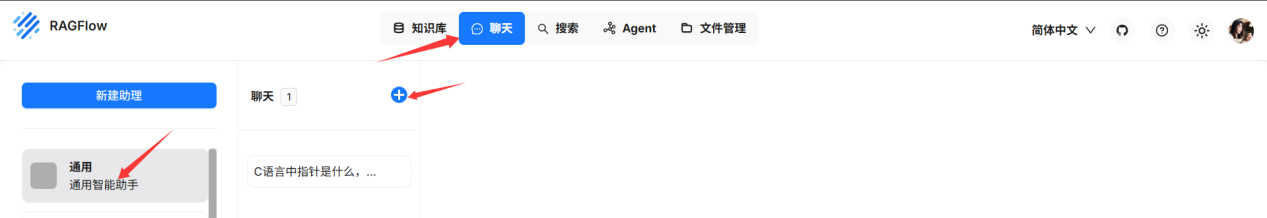 RAGFlow
知识库
聊天
搜索
Agent
文件管理
简体中文
新建助理
聊天 1
通用
通用智能助手
C语言中指针是什么，...